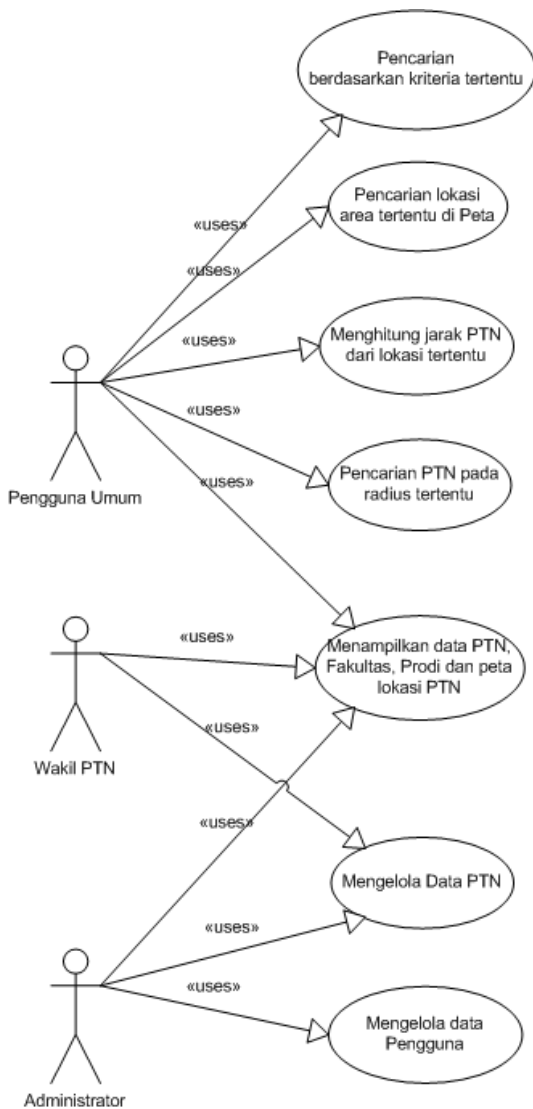 Pencarian
berdasarkan kriteria tertentu
«uses»
Pencarian lokasi
area tertentu di Peta
«uses»
Menghitung jarak PTN
dari lokasi tertentu
«uses»
Pengguna Umum
«uses»
Pencarian PTN pada
radius tertentu
«uses»
Menampilkan data PTN,
Fakultas, Prodi dan peta
lokasi PTN
«uses»
Wakil PTN
«uses»
«uses»
Mengelola Data PTN
«uses»
Administrator
«uses»
Mengelola data
Pengguna